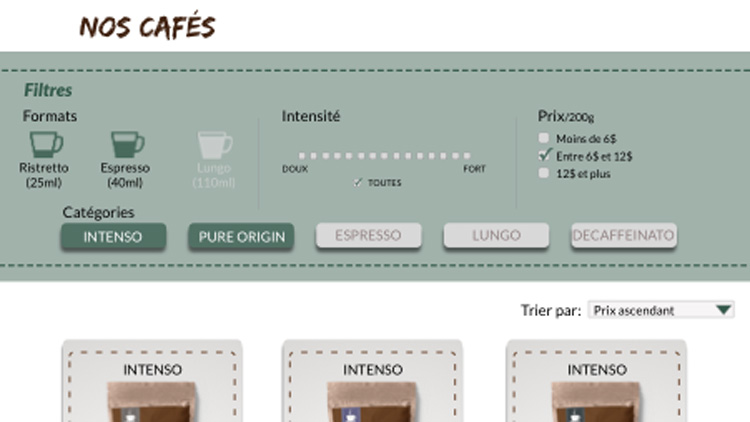 NOS CAFÉS
Filtres
Formats
Ristretto
(25ml)
Espresso
(40ml)
Lungo
(110ml)
Intensité
DOUX
FORT
TOUTES
Prix/200g
Moins de 6$
Entre 6$ et 12$
12$ et plus
Catégories
INTENSO
PURE ORIGIN
ESPRESSO
LUNGO
DECAFFEINATO
Trier par: Prix ascendant
INTENSO
INTENSO
INTENSO